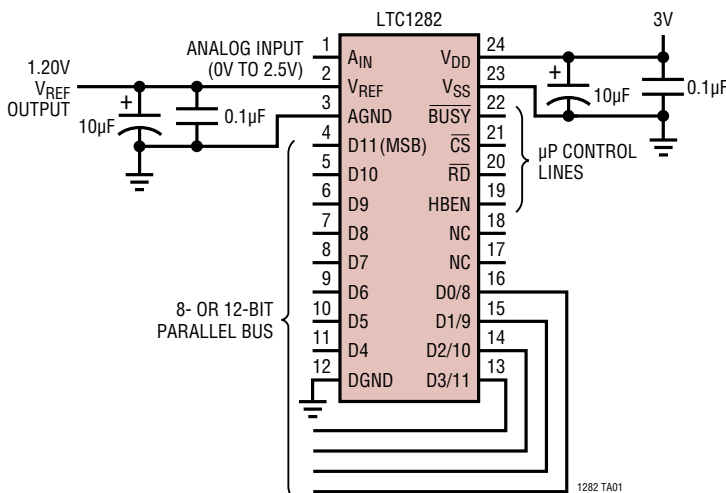 LTC1282
3V
ANALOG INPUT
(0V TO 2.5V)
1.20V
VREF
OUTPUT
10µF
+
0.1µF
1 AIN
2 VREF
3 AGND
4 D11(MSB)
5 D10
6 D9
7 D8
8 D7
9 D6
10 D5
11 D4
12 DGND
VDD 24
VSS 23
BUSY 22
CS 21
RD 20
HBEN 19
NC 18
NC 17
D0/8 16
D1/9 15
D2/10 14
D3/11 13
+
10µF
0.1µF
µP CONTROL
LINES
8- OR 12-BIT
PARALLEL BUS
1282 TA01